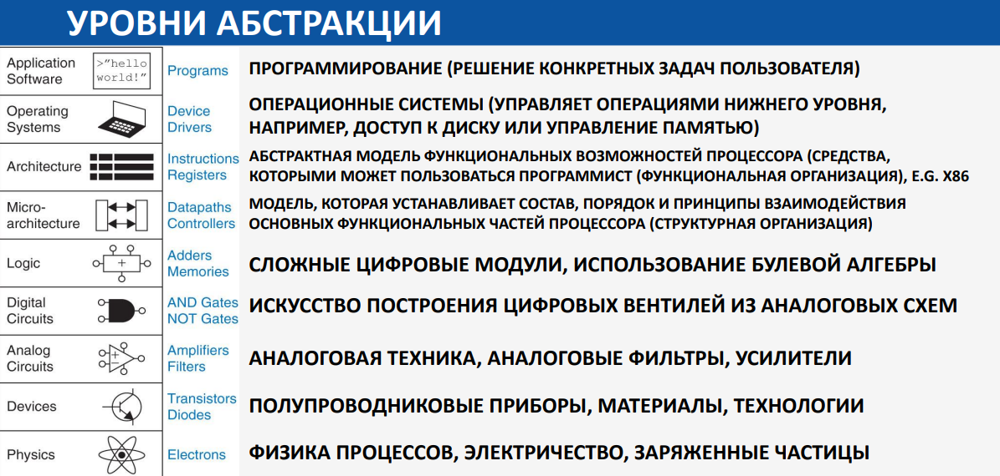 УРОВНИ АБСТРАКЦИИ
Application
Software
>"hello
world!"
Programs
ПРОГРАММИРОВАНИЕ (РЕШЕНИЕ КОНКРЕТНЫХ ЗАДАЧ ПОЛЬЗОВАТЕЛЯ)
Operating
Systems
Device
Drivers
ОПЕРАЦИОННЫЕ СИСТЕМЫ (УПРАВЛЯЕТ ОПЕРАЦИЯМИ НИЖНЕГО УРОВНЯ,
НАПРИМЕР, ДОСТУП К ДИСКУ ИЛИ УПРАВЛЕНИЕ ПАМЯТЬЮ)
Architecture
Instructions
Registers
АБСТРАКТНАЯ МОДЕЛЬ ФУНКЦИОНАЛЬНЫХ ВОЗМОЖНОСТЕЙ ПРОЦЕССОРА (СРЕДСТВА,
КОТОРЫМИ МОЖЕТ ПОЛЬЗОВАТЬСЯ ПРОГРАММИСТ (ФУНКЦИОНАЛЬНАЯ ОРГАНИЗАЦИЯ), E.G. X86
Micro-
architecture
Datapaths
Controllers
МОДЕЛЬ, КОТОРАЯ УСТАНАВЛИВАЕТ СОСТАВ, ПОРЯДОК И ПРИНЦИПЫ ВЗАИМОДЕЙСТВИЯ
ОСНОВНЫХ ФУНКЦИОНАЛЬНЫХ ЧАСТЕЙ ПРОЦЕССОРА (СТРУКТУРНАЯ ОРГАНИЗАЦИЯ)
Logic
+
Adders
Memories
СЛОЖНЫЕ ЦИФРОВЫЕ МОДУЛИ, ИСПОЛЬЗОВАНИЕ БУЛЕВОЙ АЛГЕБРЫ
Digital
Circuits
AND Gates
NOT Gates
ИСКУССТВО ПОСТРОЕНИЯ ЦИФРОВЫХ ВЕНТИЛЕЙ ИЗ АНАЛОГОВЫХ СХЕМ
Analog
Circuits
+
−
Amplifiers
Filters
АНАЛОГОВАЯ ТЕХНИКА, АНАЛОГОВЫЕ ФИЛЬТРЫ, УСИЛИТЕЛИ
Devices
Transistors
Diodes
ПОЛУПРОВОДНИКОВЫЕ ПРИБОРЫ, МАТЕРИАЛЫ, ТЕХНОЛОГИИ
Physics
Electrons
ФИЗИКА ПРОЦЕССОВ, ЭЛЕКТРИЧЕСТВО, ЗАРЯЖЕННЫЕ ЧАСТИЦЫ